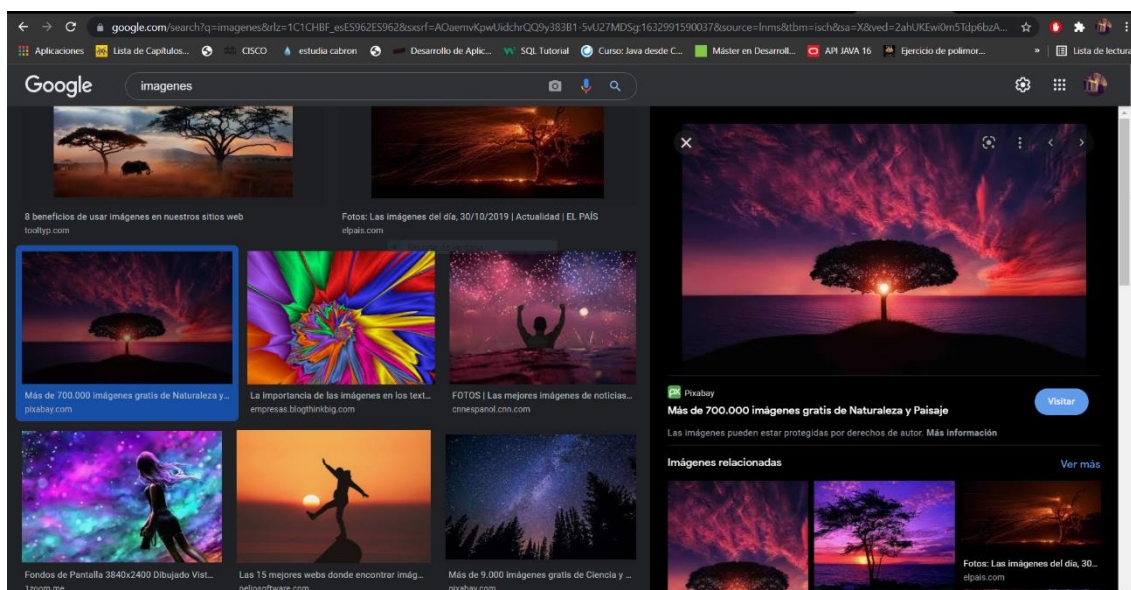 google.com/search?q=imagenes&rlz=1C1CHBF_esES962ES962&sxsrf=AOaemvKpwUidchrQQ9y383B1-5vU27MDSg:1632991590037&source=lnms&tbm=isch&sa=X&ved=2ahUKEwi0m5Tdp6bzA...
Aplicaciones Lista de Capítulos... CISCO estudia cabron Desarrollo de Aplic... SQL Tutorial Curso: Java desde C... Máster en Desarroll... API JAVA 16 Ejercicio de polimor... » Lista de lectura
Google imagenes
8 beneficios de usar imágenes en nuestros sitios web
tooltyp.com
Fotos: Las imágenes del día, 30/10/2019 | Actualidad | EL PAÍS
elpais.com
Más de 700.000 imágenes gratis de Naturaleza y...
pixabay.com
La importancia de las imágenes en los text...
empresas.blogthinkbig.com
FOTOS | Las mejores imágenes de noticias...
cnnespanol.cnn.com
Fondos de Pantalla 3840x2400 Dibujado Vist...
1zoom.me
Las 15 mejores webs donde encontrar imág...
neliosoftware.com
Más de 9.000 imágenes gratis de Ciencia y ...
pixabay.com
px Pixabay
Más de 700.000 imágenes gratis de Naturaleza y Paisaje
Visitar
Las imágenes pueden estar protegidas por derechos de autor. Más información
Imágenes relacionadas
Ver más
Fotos: Las imágenes del día, 30...
elpais.com